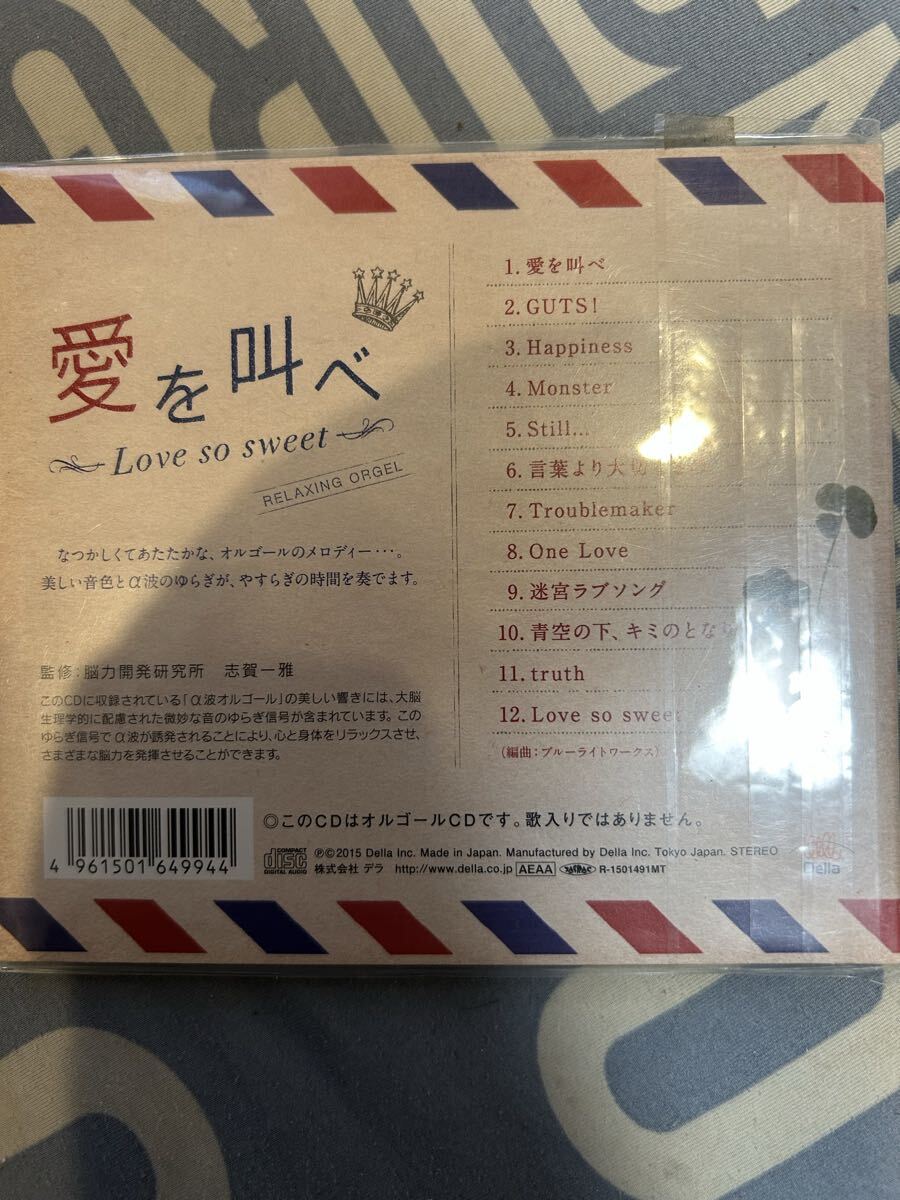 愛を叫べ
Love so sweet
RELAXING ORGEL
なつかしくてあたたかな、オルゴールのメロディー･･･。
美しい音色とα波のゆらぎが、やすらぎの時間を奏でます。
監修：脳力開発研究所　志賀一雅
このCDに収録されている「α波オルゴール」の美しい響きには、大脳
生理学的に配慮された微妙な音のゆらぎ信号が含まれています。この
ゆらぎ信号でα波が誘発されることにより、心と身体をリラックスさせ、
さまざまな脳力を発揮させることができます。
1. 愛を叫べ
2. GUTS!
3. Happiness
4. Monster
5. Still...
6. 言葉より大切
7. Troublemaker
8. One Love
9. 迷宮ラブソング
10. 青空の下、キミのとなり
11. truth
12. Love so sweet
（編曲：ブルーライトワークス）
4 961501 649944
◎このCDはオルゴールCDです。歌入りではありません。
COMPACT disc DIGITAL AUDIO
Ⓟ©2015 Della Inc. Made in Japan. Manufactured by Della Inc. Tokyo Japan. STEREO
株式会社 デラ http://www.della.co.jp AEAA JASRAC R-1501491MT
Della